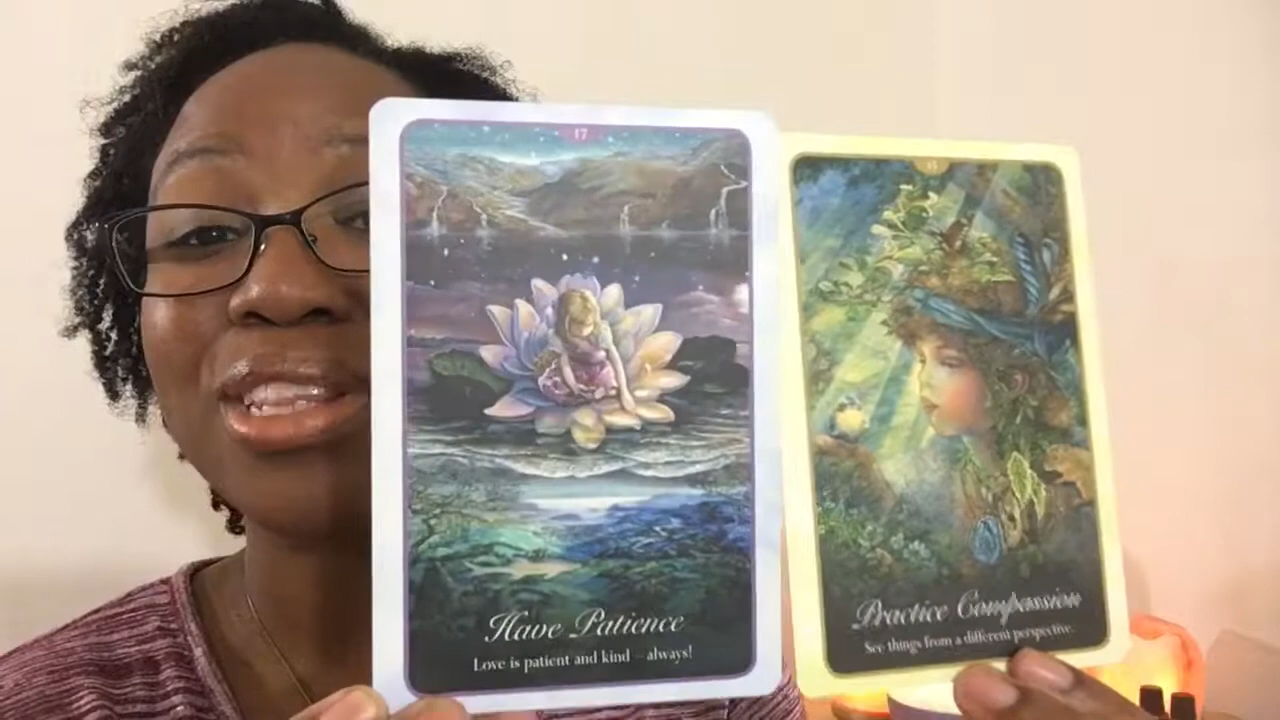 17
Have Patience
Love is patient and kind – always!
Practice Compassion
See things from a different perspective.